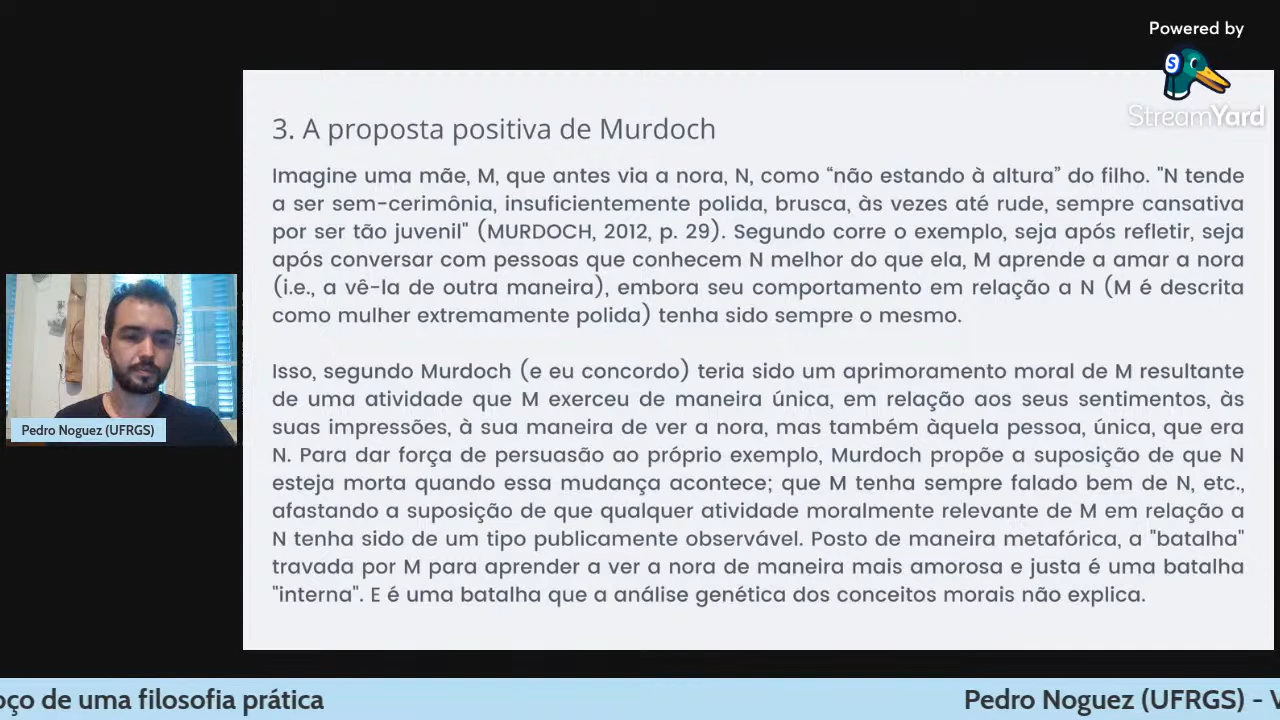 Powered by
StreamYard
3. A proposta positiva de Murdoch
Imagine uma mãe, M, que antes via a nora, N, como “não estando à altura” do filho. "N tende
a ser sem-cerimônia, insuficientemente polida, brusca, às vezes até rude, sempre cansativa
por ser tão juvenil" (MURDOCH, 2012, p. 29). Segundo corre o exemplo, seja após refletir, seja
após conversar com pessoas que conhecem N melhor do que ela, M aprende a amar a nora
(i.e., a vê-la de outra maneira), embora seu comportamento em relação a N (M é descrita
como mulher extremamente polida) tenha sido sempre o mesmo.
Isso, segundo Murdoch (e eu concordo) teria sido um aprimoramento moral de M resultante
de uma atividade que M exerceu de maneira única, em relação aos seus sentimentos, às
suas impressões, à sua maneira de ver a nora, mas também àquela pessoa, única, que era
N. Para dar força de persuasão ao próprio exemplo, Murdoch propõe a suposição de que N
esteja morta quando essa mudança acontece; que M tenha sempre falado bem de N, etc.,
afastando a suposição de que qualquer atividade moralmente relevante de M em relação a
N tenha sido de um tipo publicamente observável. Posto de maneira metafórica, a "batalha"
travada por M para aprender a ver a nora de maneira mais amorosa e justa é uma batalha
"interna". E é uma batalha que a análise genética dos conceitos morais não explica.
Pedro Noguez (UFRGS)
oço de uma filosofia prática
Pedro Noguez (UFRGS) -